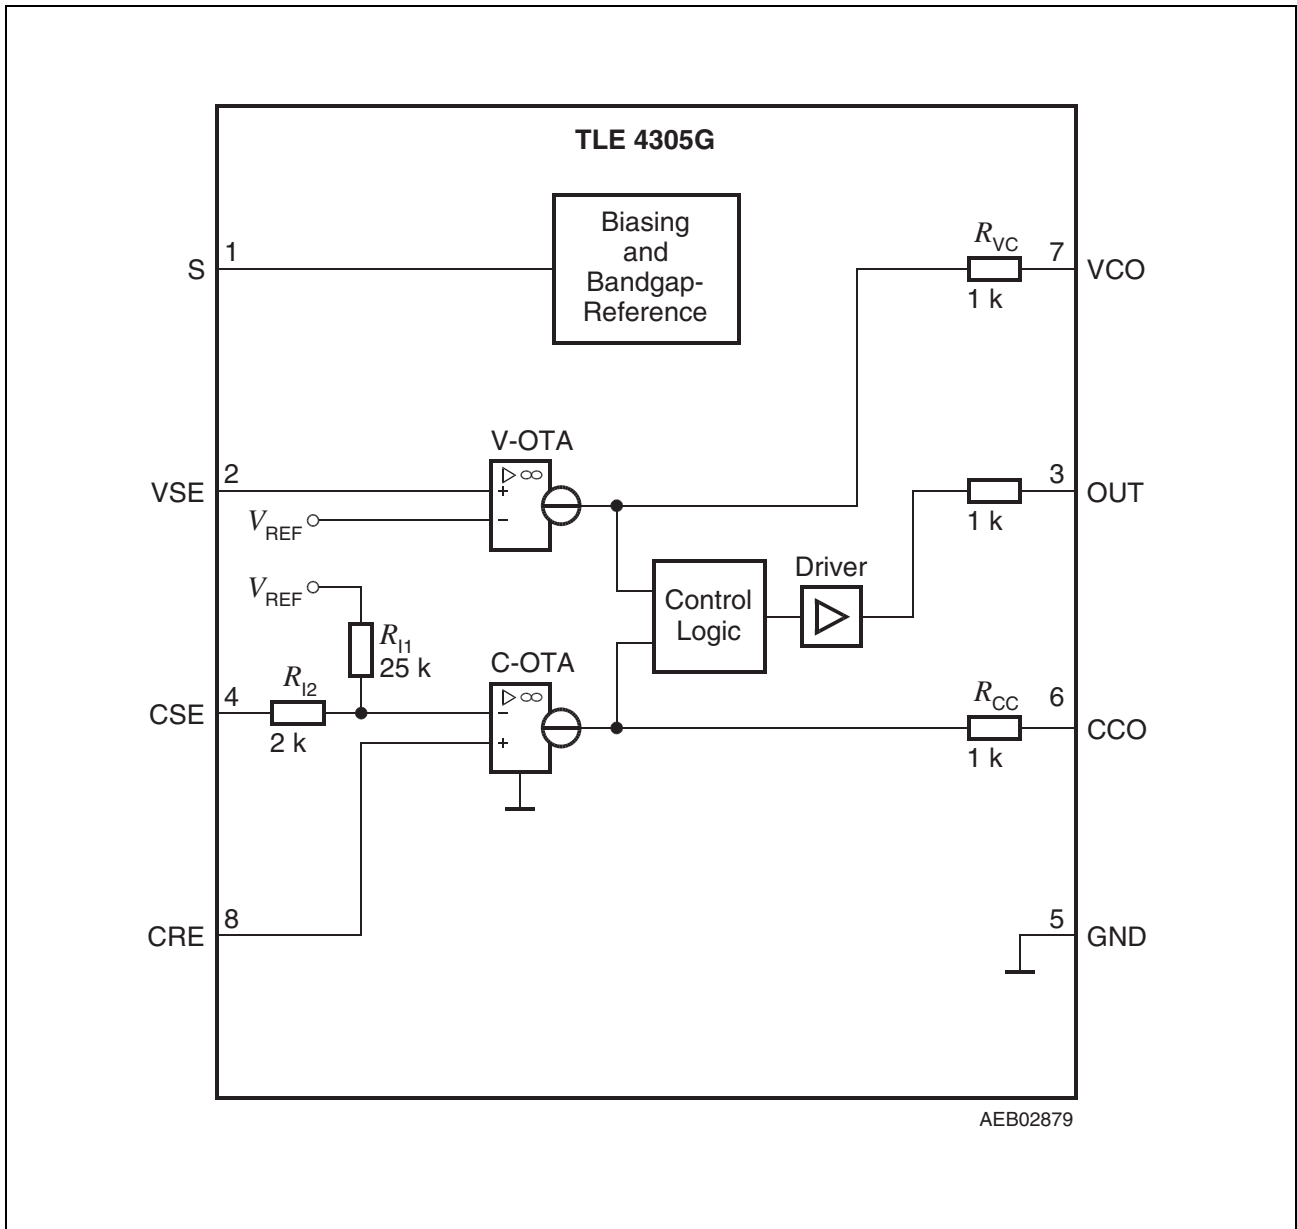 TLE 4305G
Biasing
and
Bandgap-
Reference
S
1
R_VC
1 k
7
VCO
V-OTA
▷ ∞
+
−
VSE
2
V_REF
1 k
3
OUT
V_REF
R_I1
25 k
Control
Logic
Driver
C-OTA
▷ ∞
−
+
CSE
4
R_I2
2 k
R_CC
1 k
6
CCO
CRE
8
5
GND
AEB02879